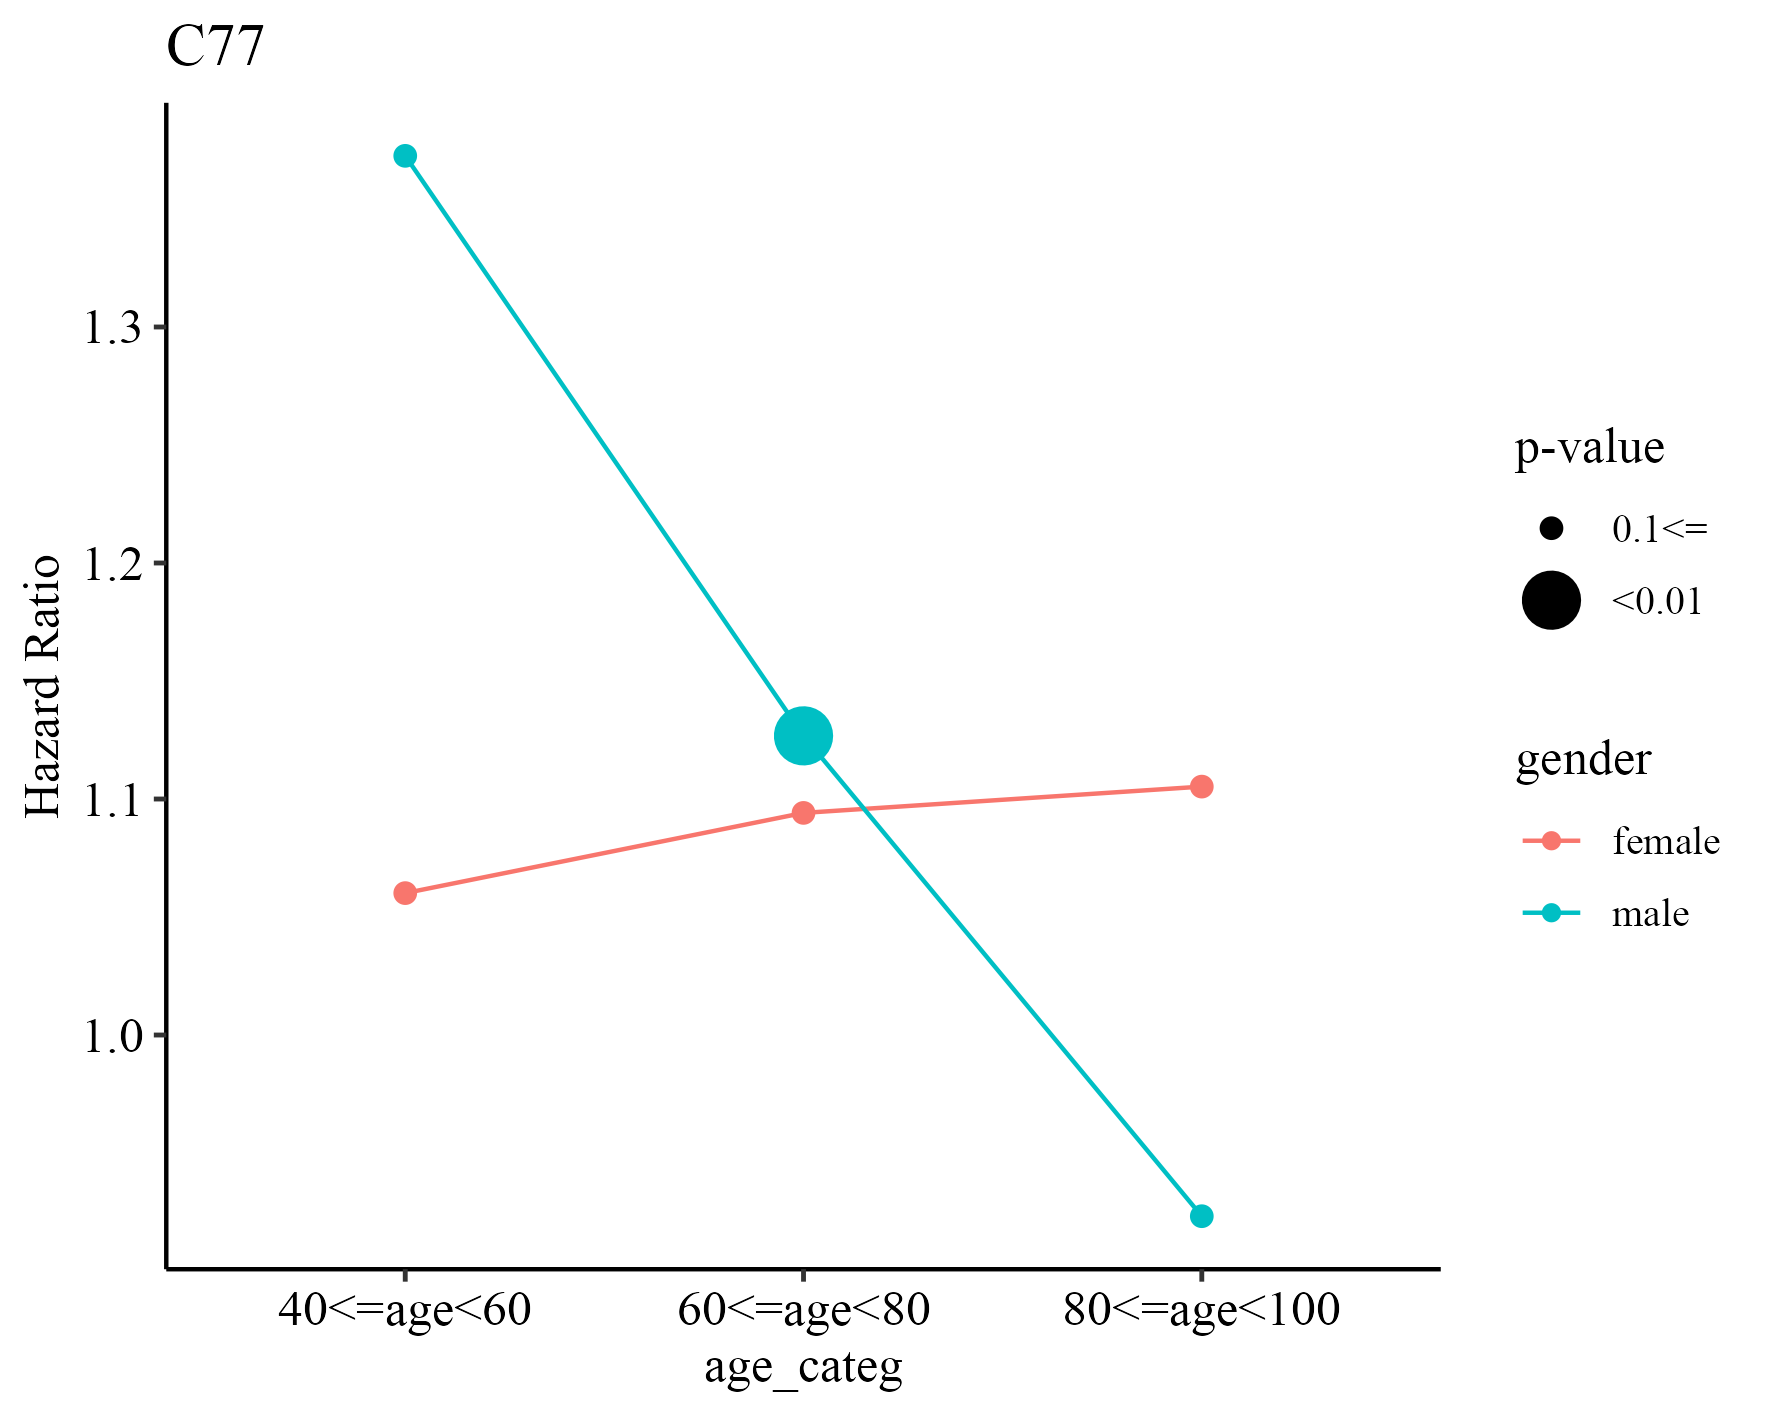 C77
Hazard Ratio
1.3
1.2
1.1
1.0
40<=age<60
60<=age<80
80<=age<100
age_categ
p-value
0.1<=
<0.01
gender
female
male